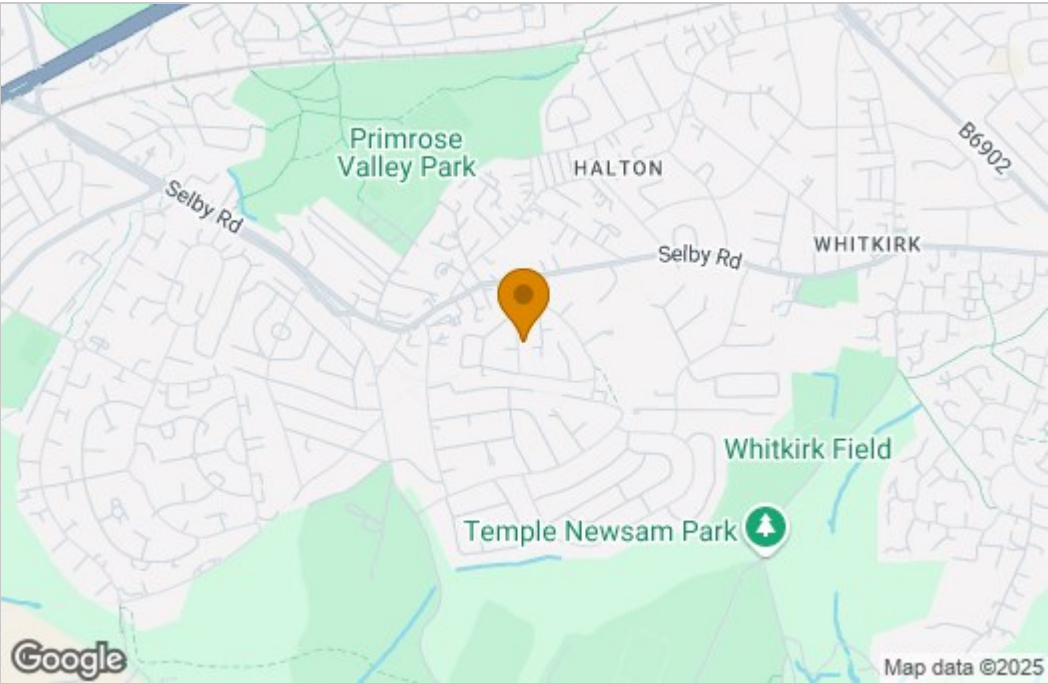 Primrose
Valley Park
HALTON
B6902
Selby Rd
WHITKIRK
Selby Rd
Whitkirk Field
Temple Newsam Park
Google
Map data ©2025